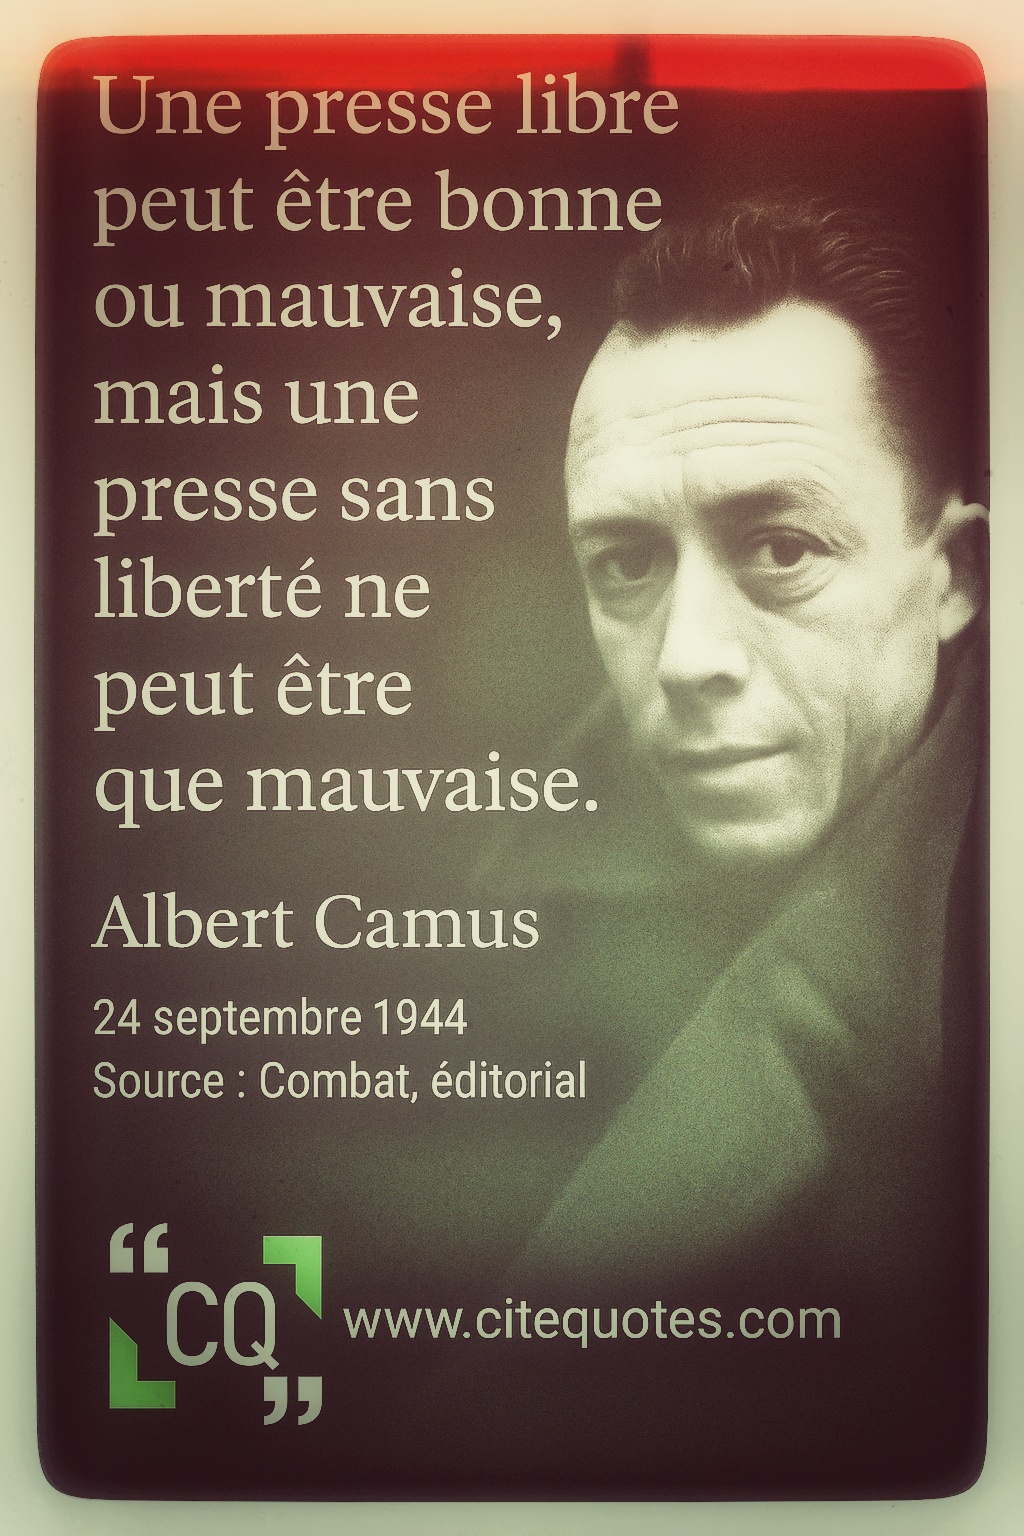 Une presse libre
peut être bonne
ou mauvaise,
mais une
presse sans
liberté ne
peut être
que mauvaise.
Albert Camus
24 septembre 1944
Source : Combat, éditorial
“CQ”
www.citequotes.com